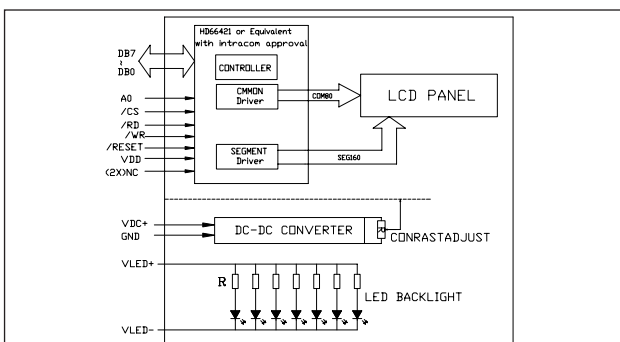 HD66421 or Equivalent
with intracom approval
CONTROLLER
CMMON
Driver
SEGMENT
Driver
DB7
~
DB0
A0
/CS
/RD
/WR
/RESET
VDD
(2X)NC
COM80
SEG160
LCD PANEL
VDC+
GND
DC-DC CONVERTER
R
CONRASTADJUST
VLED+
R
LED BACKLIGHT
VLED-